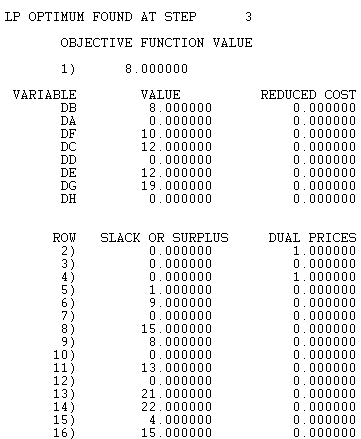 LP OPTIMUM FOUND AT STEP 3
OBJECTIVE FUNCTION VALUE
1) 8.000000
VARIABLE VALUE REDUCED COST
DB 8.000000 0.000000
DA 0.000000 0.000000
DF 10.000000 0.000000
DC 12.000000 0.000000
DD 0.000000 0.000000
DE 12.000000 0.000000
DG 19.000000 0.000000
DH 0.000000 0.000000
ROW SLACK OR SURPLUS DUAL PRICES
2) 0.000000 1.000000
3) 0.000000 0.000000
4) 0.000000 1.000000
5) 1.000000 0.000000
6) 9.000000 0.000000
7) 0.000000 0.000000
8) 15.000000 0.000000
9) 8.000000 0.000000
10) 0.000000 0.000000
11) 13.000000 0.000000
12) 0.000000 0.000000
13) 21.000000 0.000000
14) 22.000000 0.000000
15) 4.000000 0.000000
16) 15.000000 0.000000